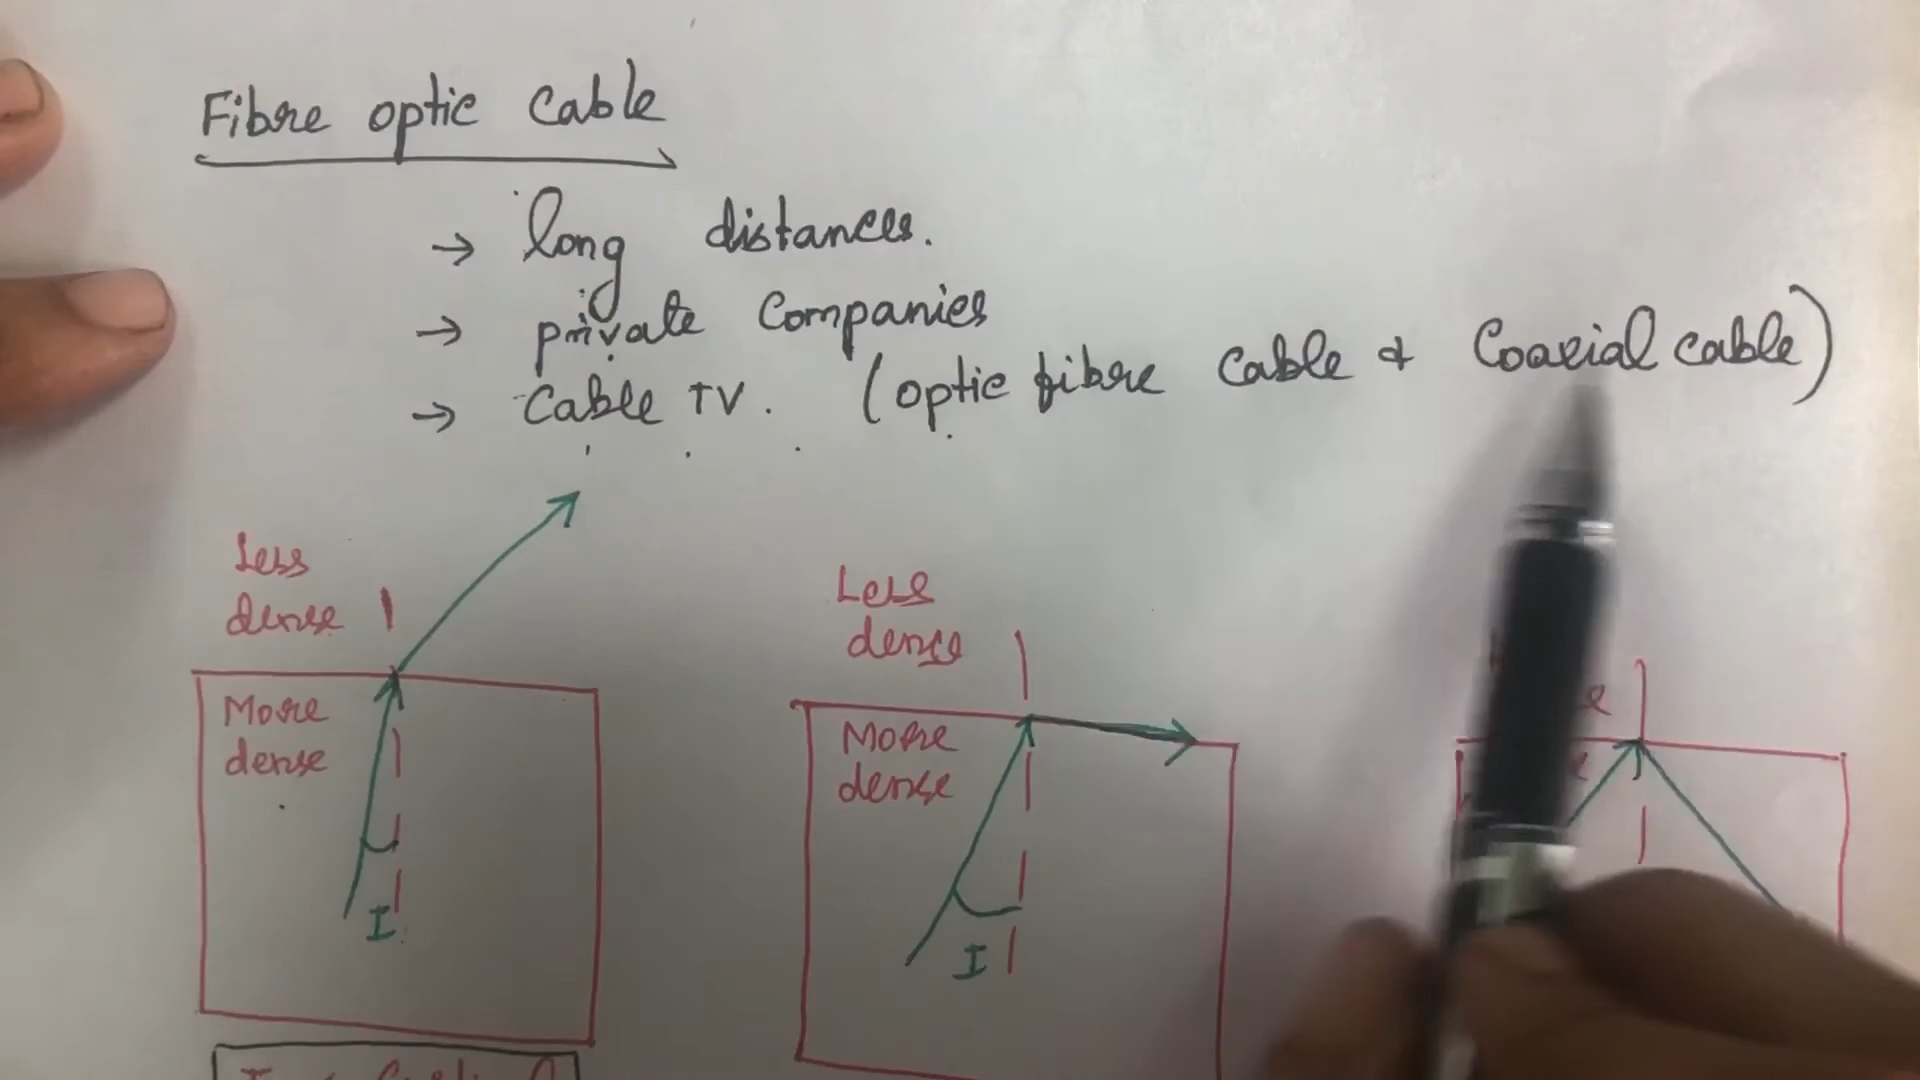 Fibre optic cable
→ long distances.
→ private Companies
→ Cable TV. (optic fibre Cable & Coaxial cable)
Less
dense
More
dense
I
Less
dense
More
dense
I